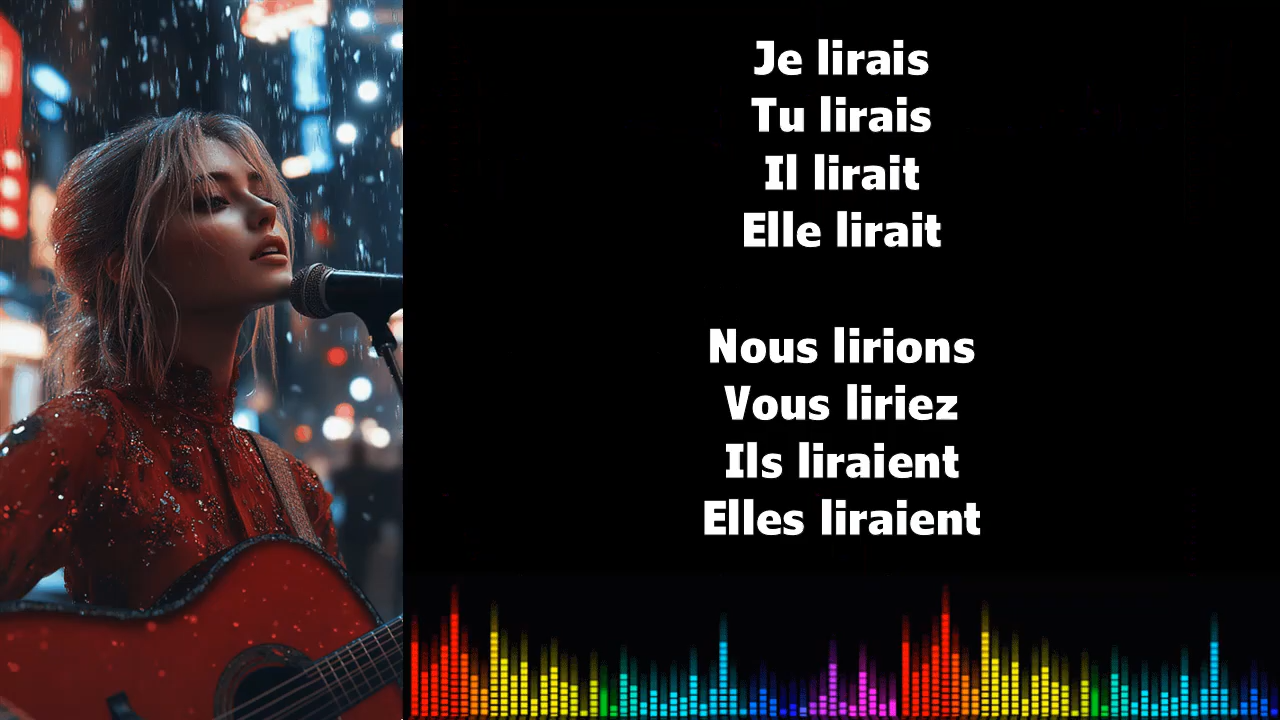 Je lirais
Tu lirais
Il lirait
Elle lirait
Nous lirions
Vous liriez
Ils liraient
Elles liraient